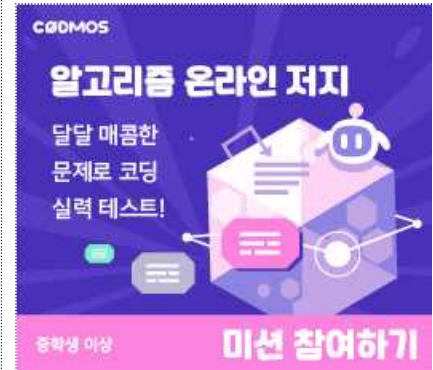 CODMOS
알고리즘 온라인 저지
달달 매콤한
문제로 코딩
실력 테스트!
중학생 이상
미션 참여하기